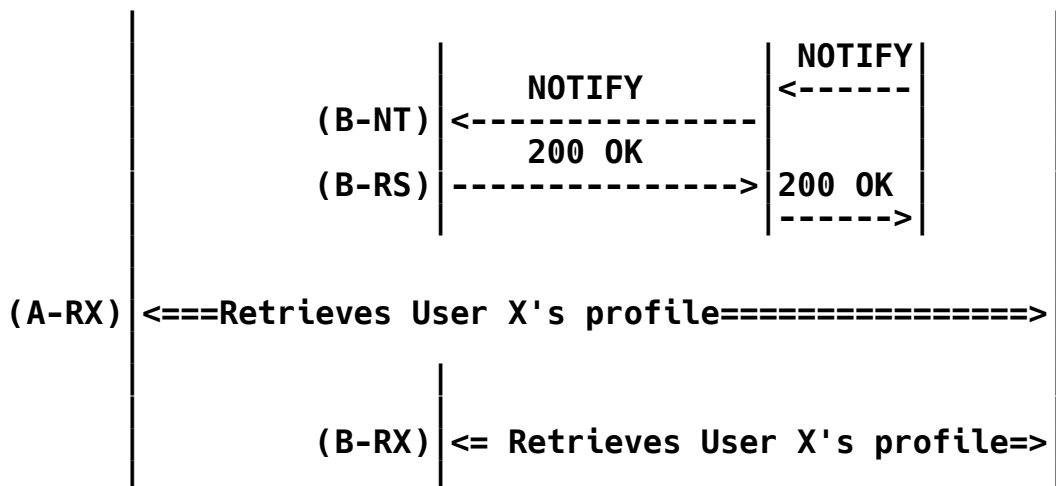 | |
| | | NOTIFY|
| | NOTIFY |<------ |
| (B-NT)|<---------------| |
| | 200 OK | |
| (B-RS)|--------------->|200 OK |
| | |------>|
| |
(A-RX)|<===Retrieves User X's profile================>|
| |
| | |
| (B-RX)|<= Retrieves User X's profile=>|
| | |